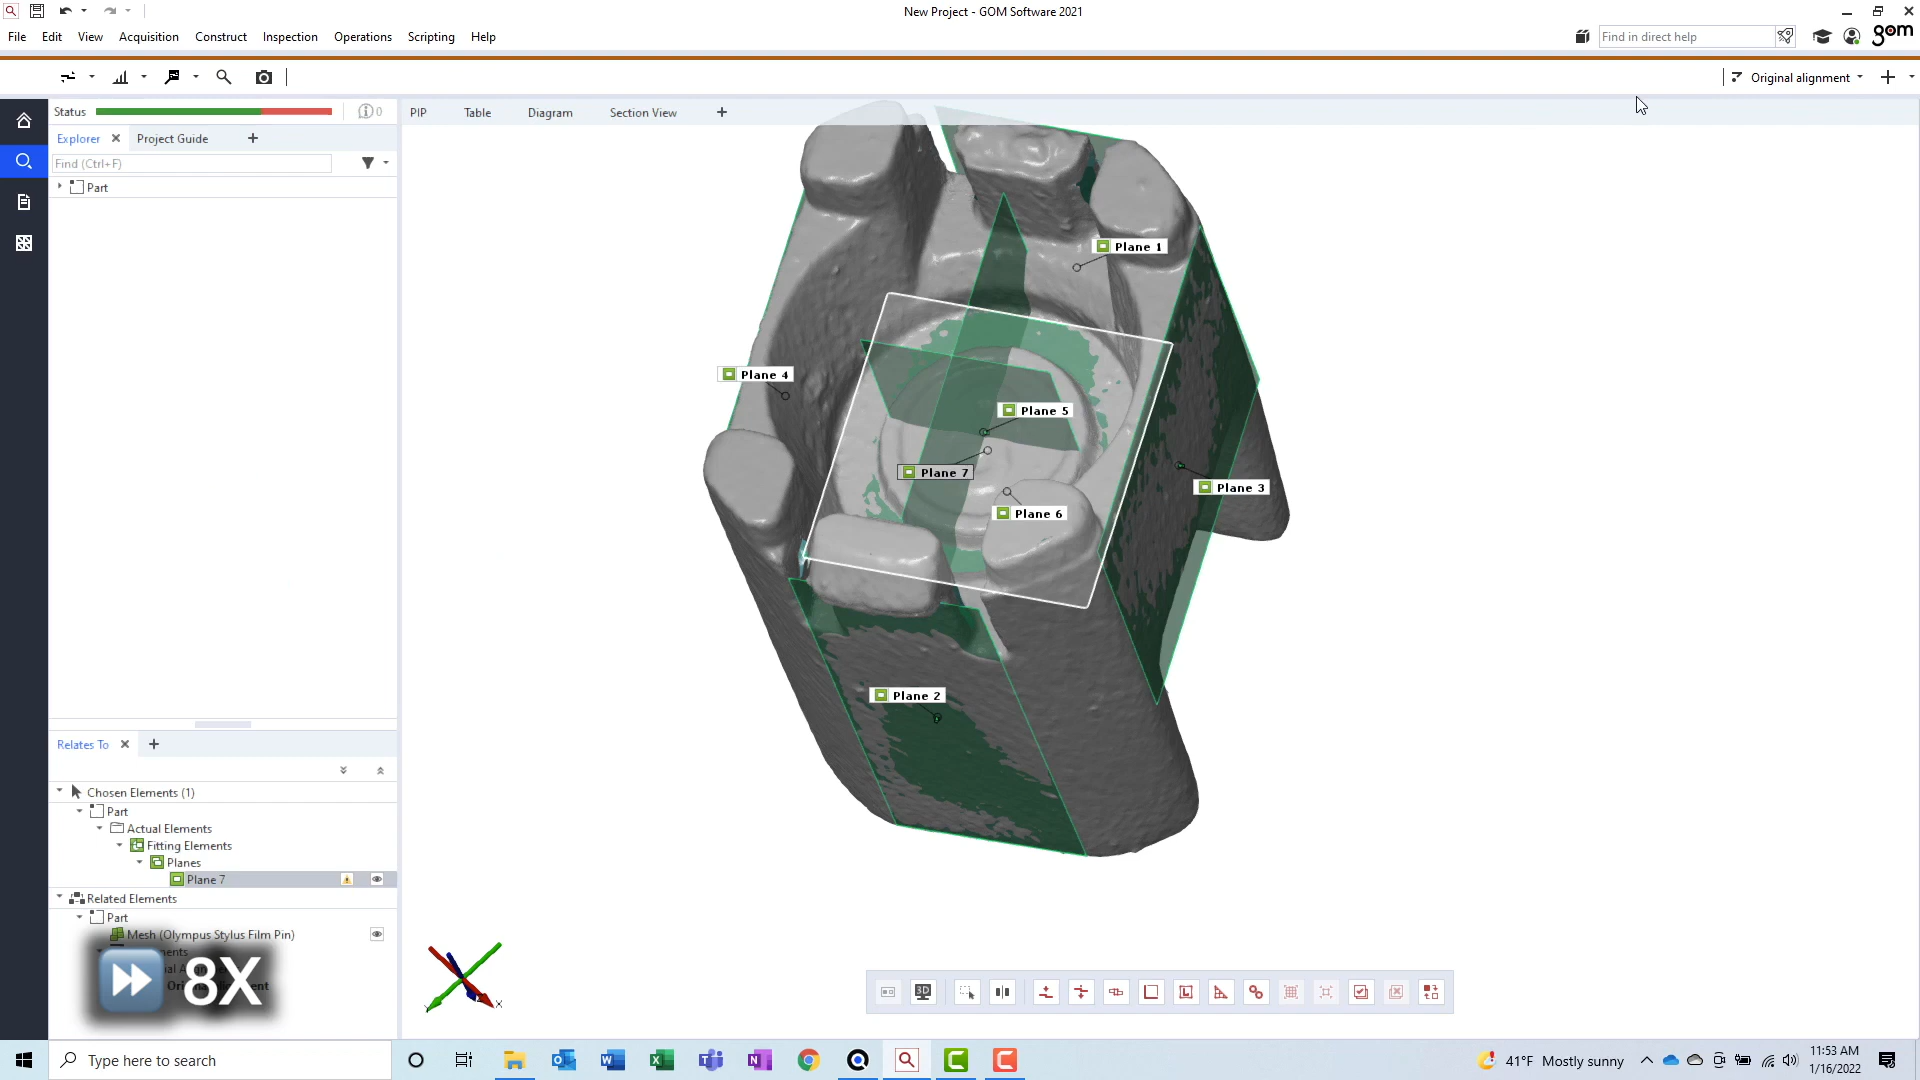 New Project - GOM Software 2021
File Edit View Acquisition Construct Inspection Operations Scripting Help
Find in direct help
gom
Original alignment
Status
0
PIP Table Diagram Section View
Explorer Project Guide
Find (Ctrl+F)
Part
Plane 1
Plane 4
Plane 5
Plane 7
Plane 3
Plane 6
Plane 2
Relates To
Chosen Elements (1)
Part
Actual Elements
Fitting Elements
Planes
Plane 7
Related Elements
Part
Mesh (Olympus Stylus Film Pin)
8X
3D
X
Y
Type here to search
41°F Mostly sunny
11:53 AM
1/16/2022